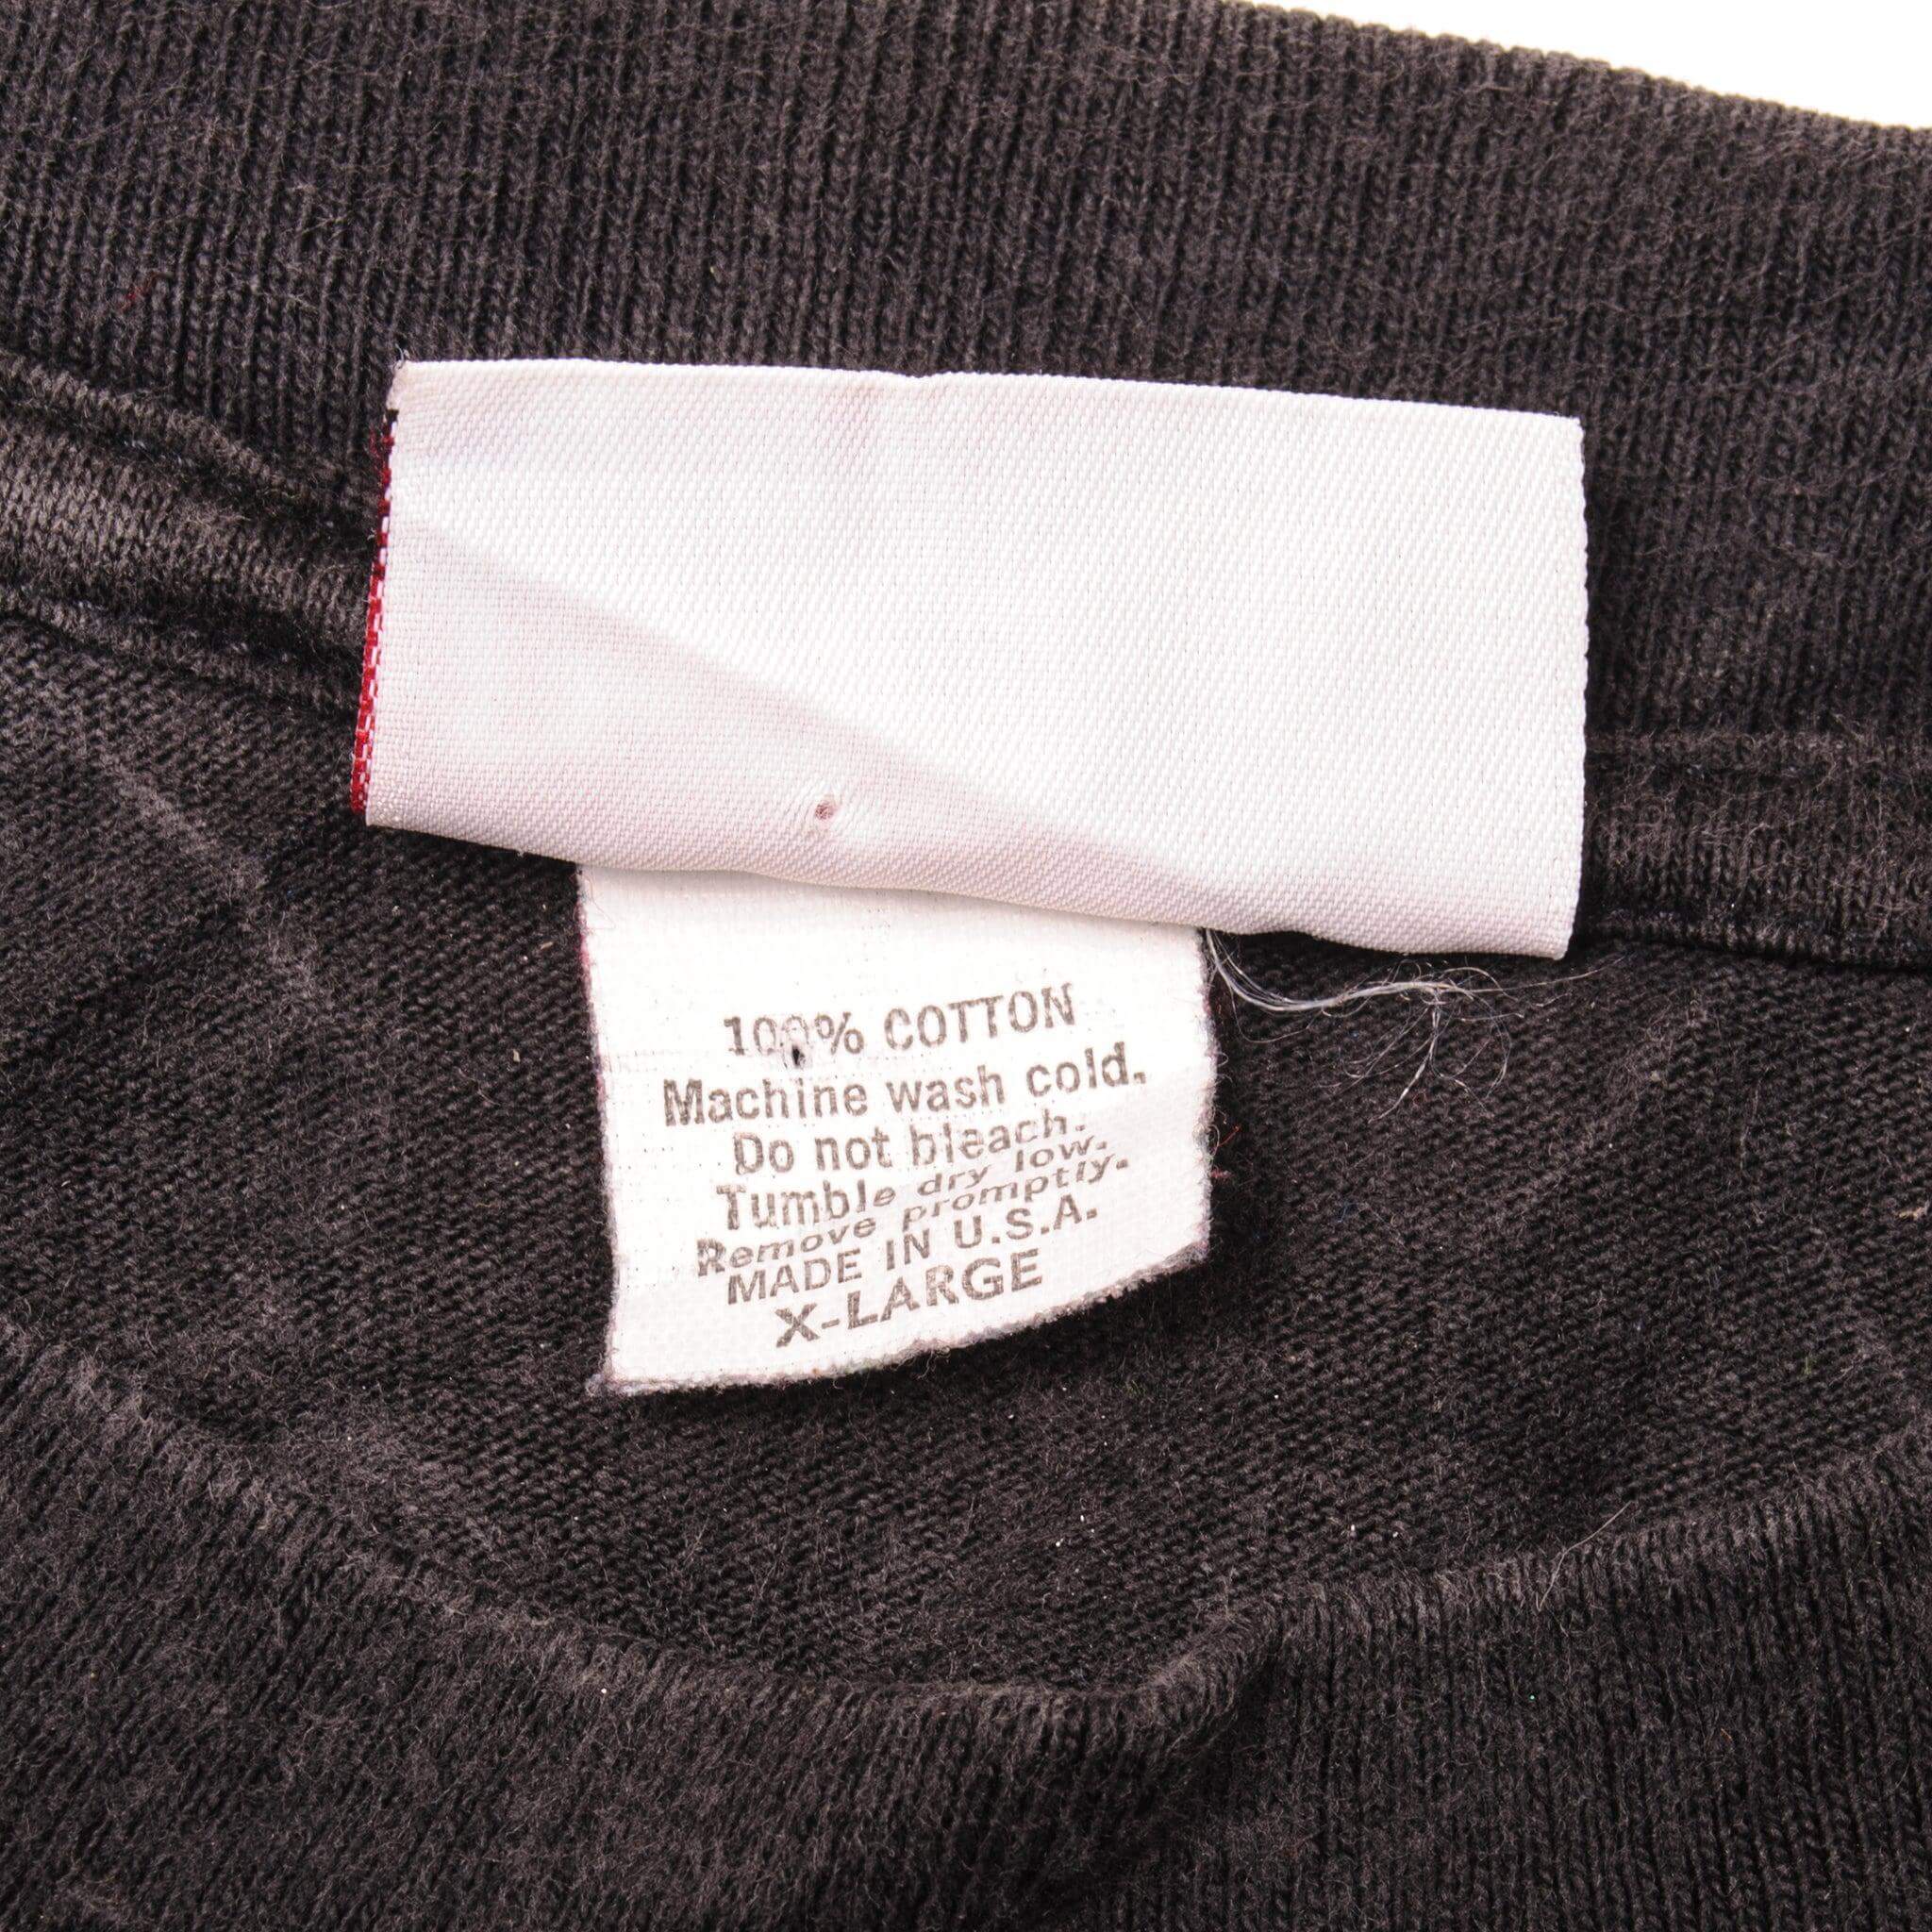 100% COTTON
Machine wash cold.
Do not bleach.
Tumble dry low.
Remove promptly.
MADE IN U.S.A.
X-LARGE